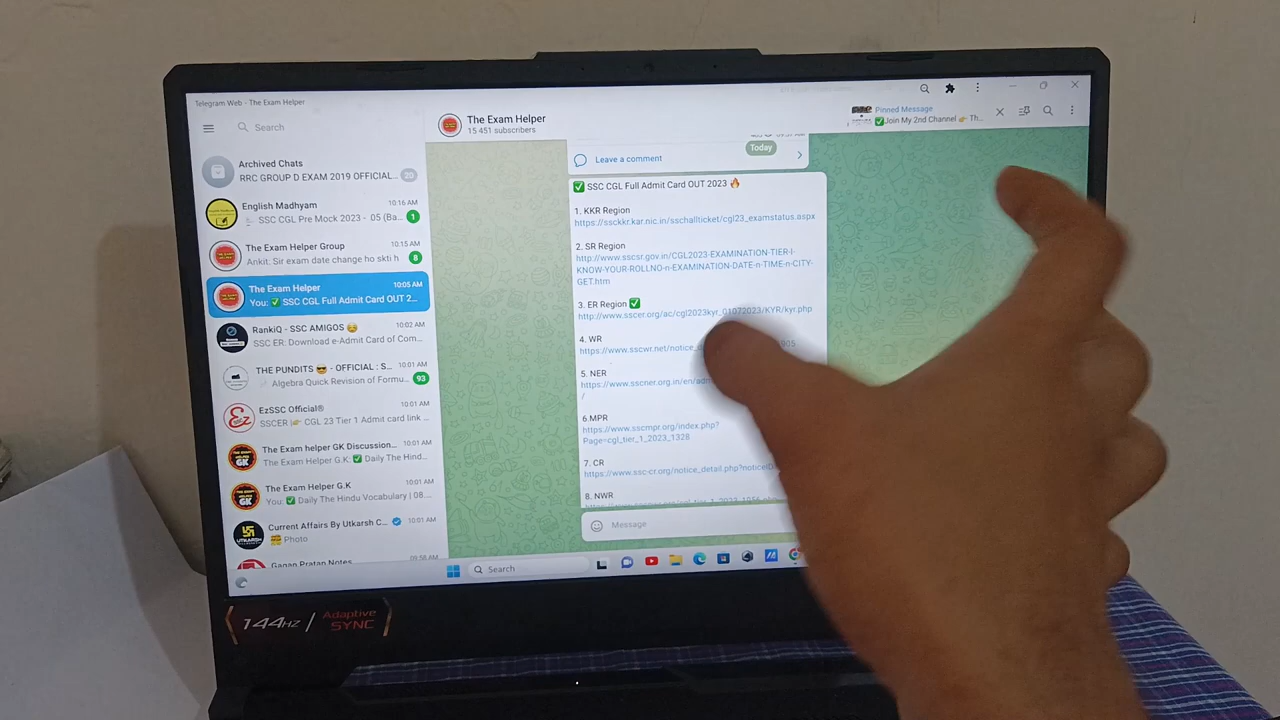 Telegram Web - The Exam Helper
Search
Archived Chats
RRC GROUP D EXAM 2019 OFFICIAL... 20
English Madhyam 10:16 AM
SSC CGL Pre Mock 2023 - 05 (Ba... 1
The Exam Helper Group 10:15 AM
Ankit: Sir exam date change ho skti h 8
The Exam Helper 10:05 AM
You: ✅ SSC CGL Full Admit Card OUT 2...
RankiQ - SSC AMIGOS 10:02 AM
SSC ER: Download e-Admit Card of Com...
THE PUNDITS 😎 - OFFICIAL : S... 10:01 AM
Algebra Quick Revision of Formu... 93
EzSSC Official® 10:01 AM
SSCER 👉 CGL 23 Tier 1 Admit card link ...
The Exam helper GK Discussion... 10:01 AM
The Exam Helper G.K: ✅ Daily The Hind...
The Exam Helper G.K 10:01 AM
You: ✅ Daily The Hindu Vocabulary | 08....
Current Affairs By Utkarsh C... 10:01 AM
Photo
Gagan Pratap Notes 09:58 AM
The Exam Helper
15 451 subscribers
Pinned Message
✅Join My 2nd Channel 👉 Th...
Today
Leave a comment
✅ SSC CGL Full Admit Card OUT 2023 🔥
1. KKR Region
https://ssckkr.kar.nic.in/sschallticket/cgl23_examstatus.aspx
2. SR Region
http://www.sscsr.gov.in/CGL2023-EXAMINATION-TIER-I-
KNOW-YOUR-ROLLNO-n-EXAMINATION-DATE-n-TIME-n-CITY-
GET.htm
3. ER Region ✅
http://www.sscer.org/ac/cgl2023kyr_01072023/KYR/kyr.php
4. WR
https://www.sscwr.net/notice_
5. NER
https://www.sscner.org.in/en/adm
/
6.MPR
https://www.sscmpr.org/index.php?
Page=cgl_tier_1_2023_1328
7. CR
https://www.ssc-cr.org/notice_detail.php?noticeID
8. NWR
Message
Search
144Hz / Adaptive
SYNC